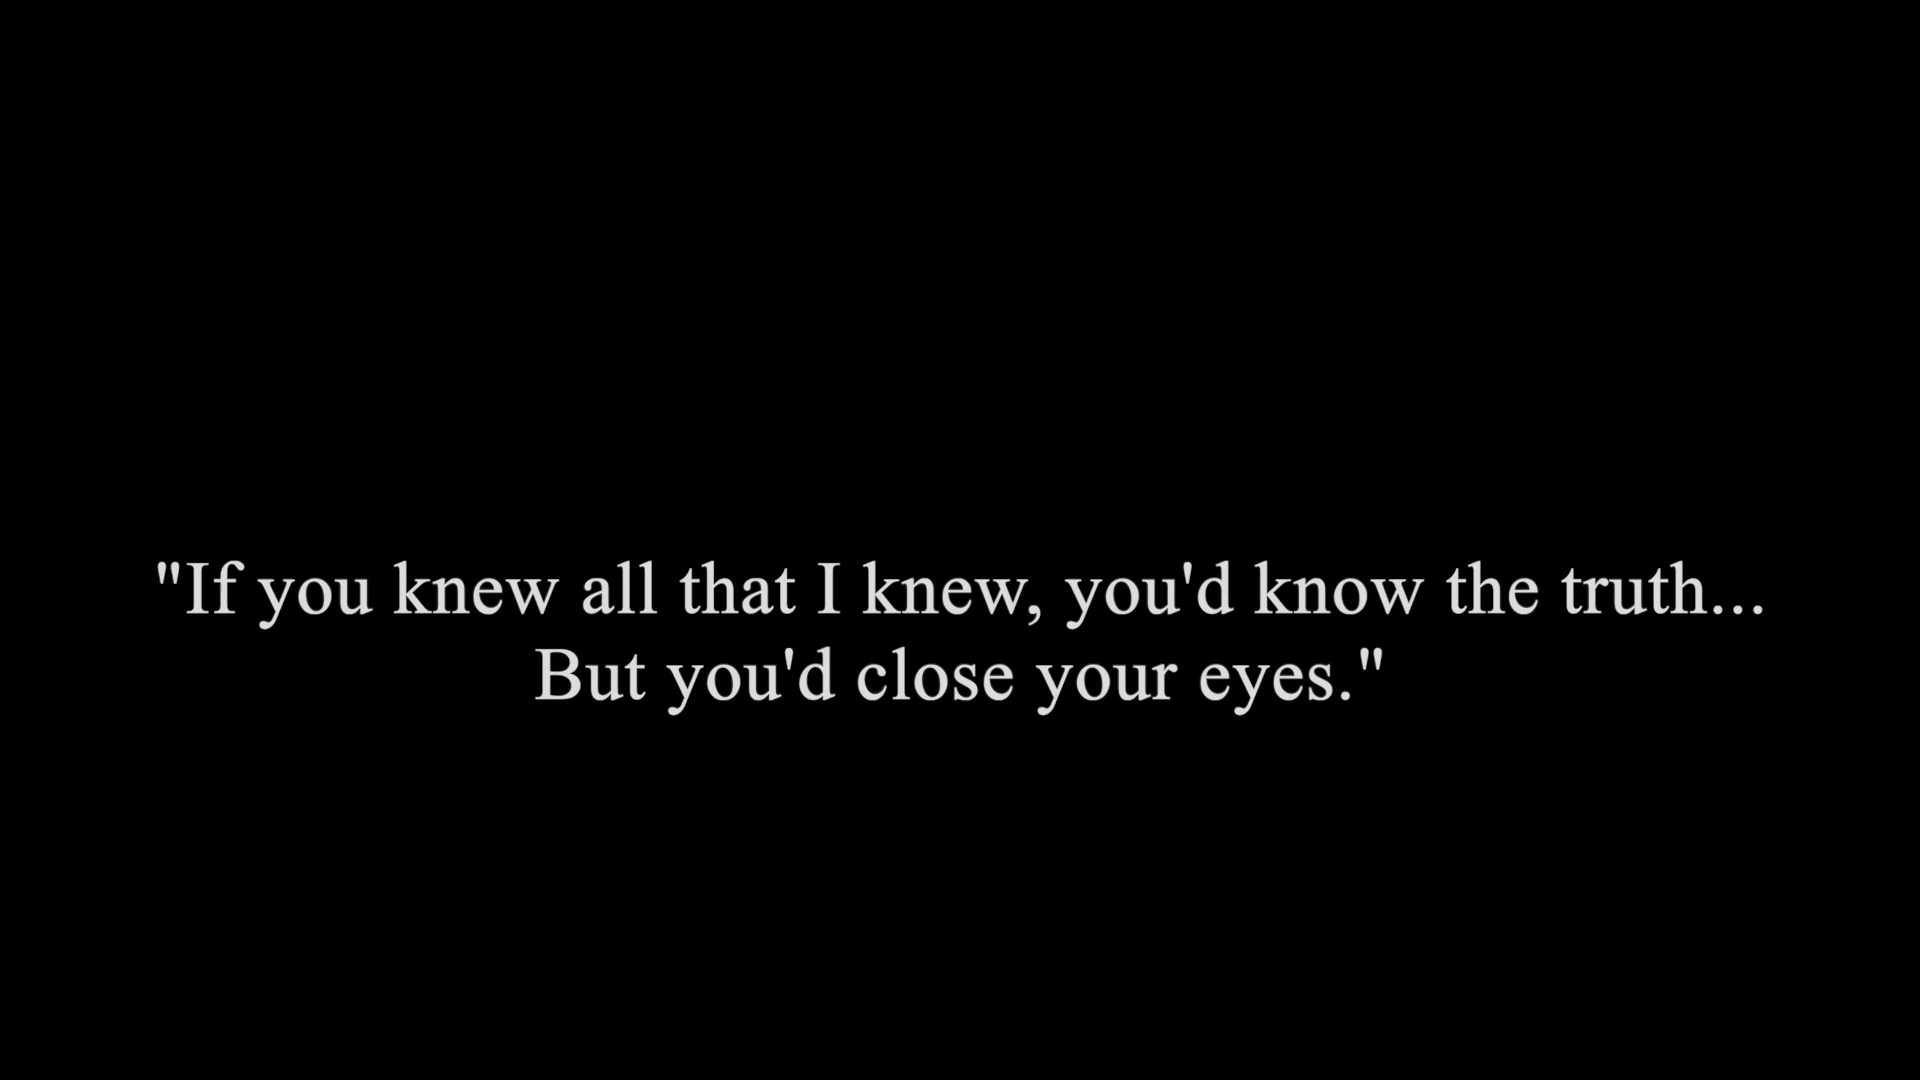 "If you knew all that I knew, you'd know the truth...
But you'd close your eyes."